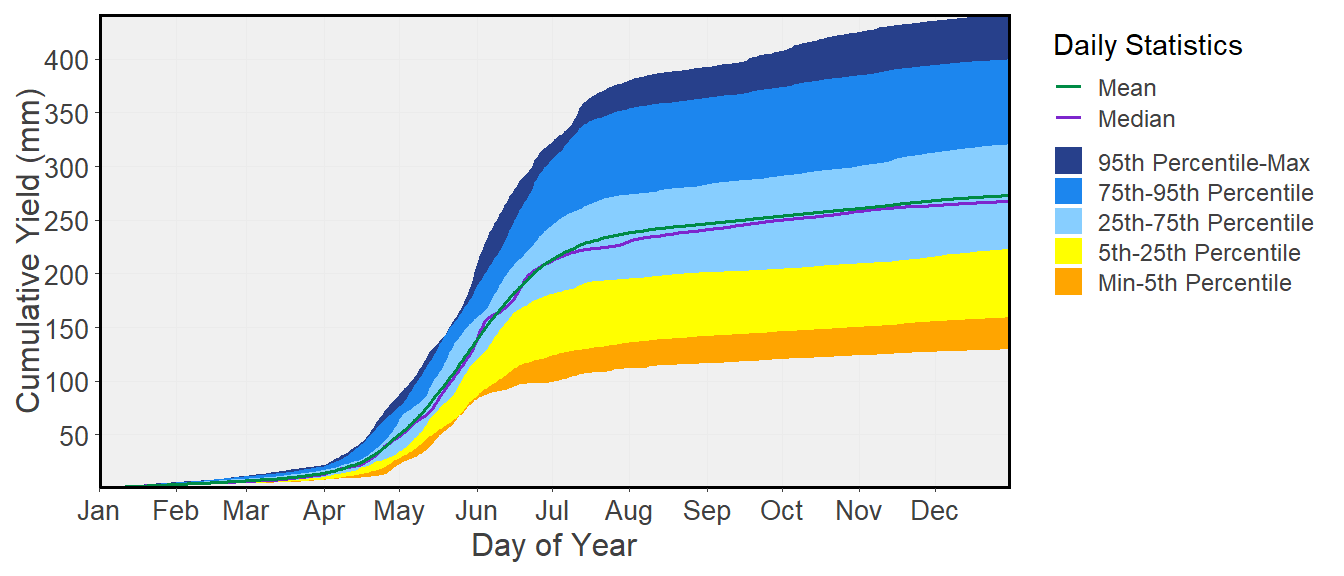 Cumulative Yield (mm)
400
350
300
250
200
150
100
50
Jan Feb Mar Apr May Jun Jul Aug Sep Oct Nov Dec
Day of Year
Daily Statistics
Mean
Median
95th Percentile-Max
75th-95th Percentile
25th-75th Percentile
5th-25th Percentile
Min-5th Percentile